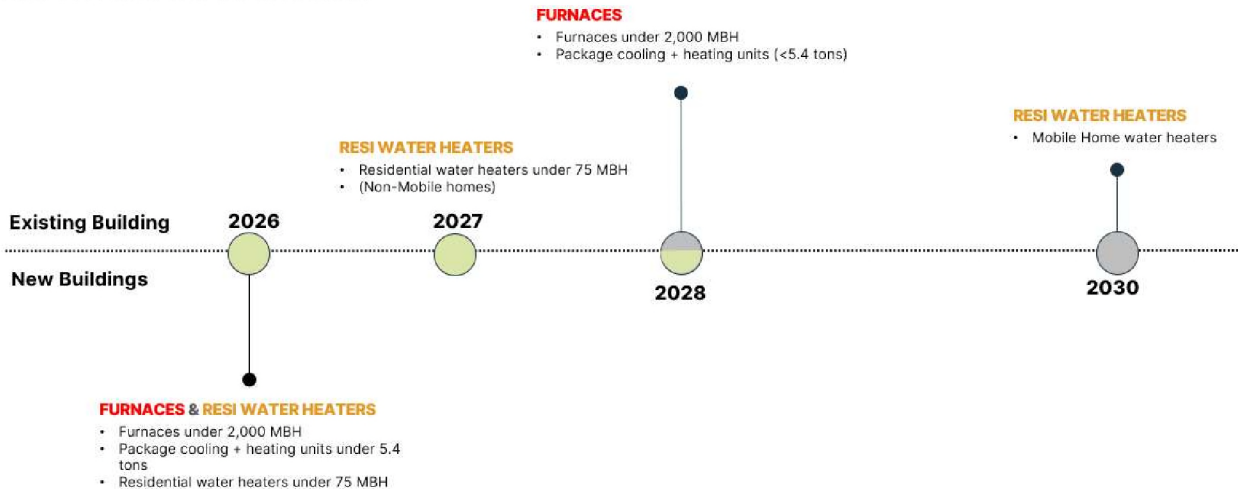 FURNACES
• Furnaces under 2,000 MBH
• Package cooling + heating units (<5.4 tons)
RESI WATER HEATERS
• Mobile Home water heaters
RESI WATER HEATERS
• Residential water heaters under 75 MBH
• (Non-Mobile homes)
Existing Building
2026
2027
New Buildings
2028
2030
FURNACES & RESI WATER HEATERS
• Furnaces under 2,000 MBH
• Package cooling + heating units under 5.4
tons
• Residential water heaters under 75 MBH